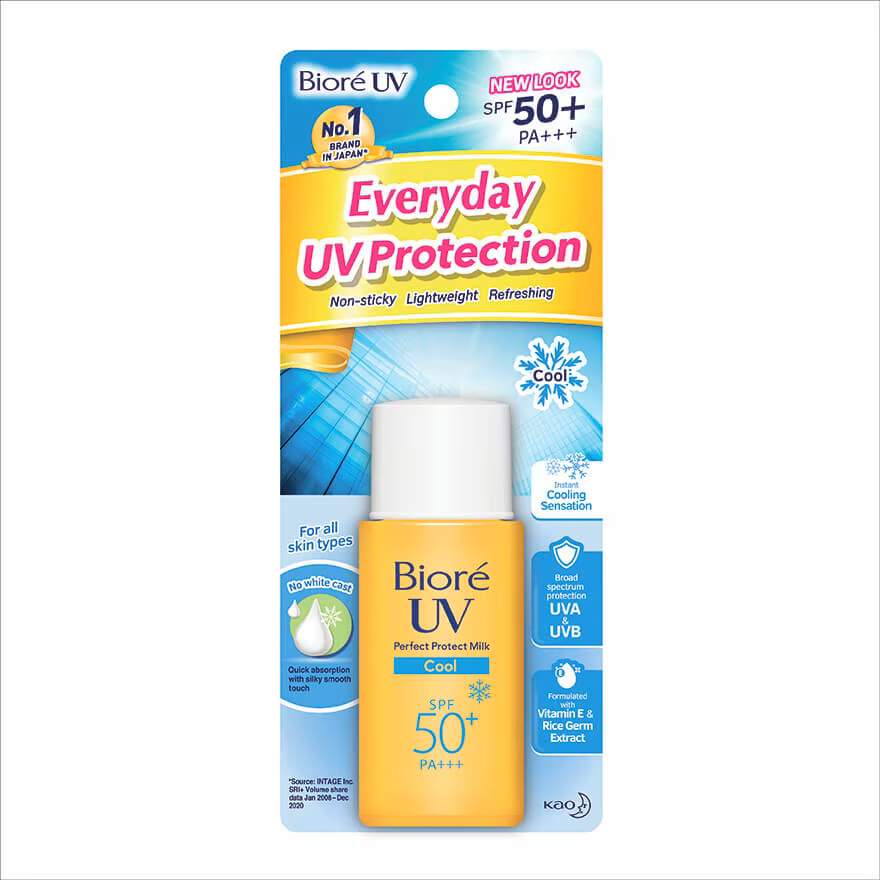 Bioré UV
No.1
BRAND
IN JAPAN*
NEW LOOK
SPF 50+
PA+++
Everyday
UV Protection
Non-sticky Lightweight Refreshing
Cool
Instant
Cooling
Sensation
For all
skin types
No white cast
Quick absorption
with silky smooth
touch
Broad
spectrum
protection
UVA
&
UVB
Formulated
with
Vitamin E &
Rice Germ
Extract
Bioré
UV
Perfect Protect Milk
Cool
SPF
50+
PA+++
*Source: INTAGE Inc.
SRI+ Volume share
data Jan 2008–Dec
2020
Kao